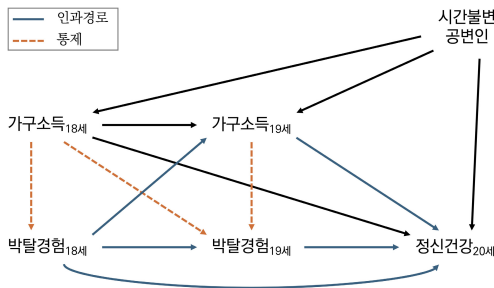 인과경로
통제
시간불변
공변인
가구소득18세
가구소득19세
박탈경험18세
박탈경험19세
정신건강20세